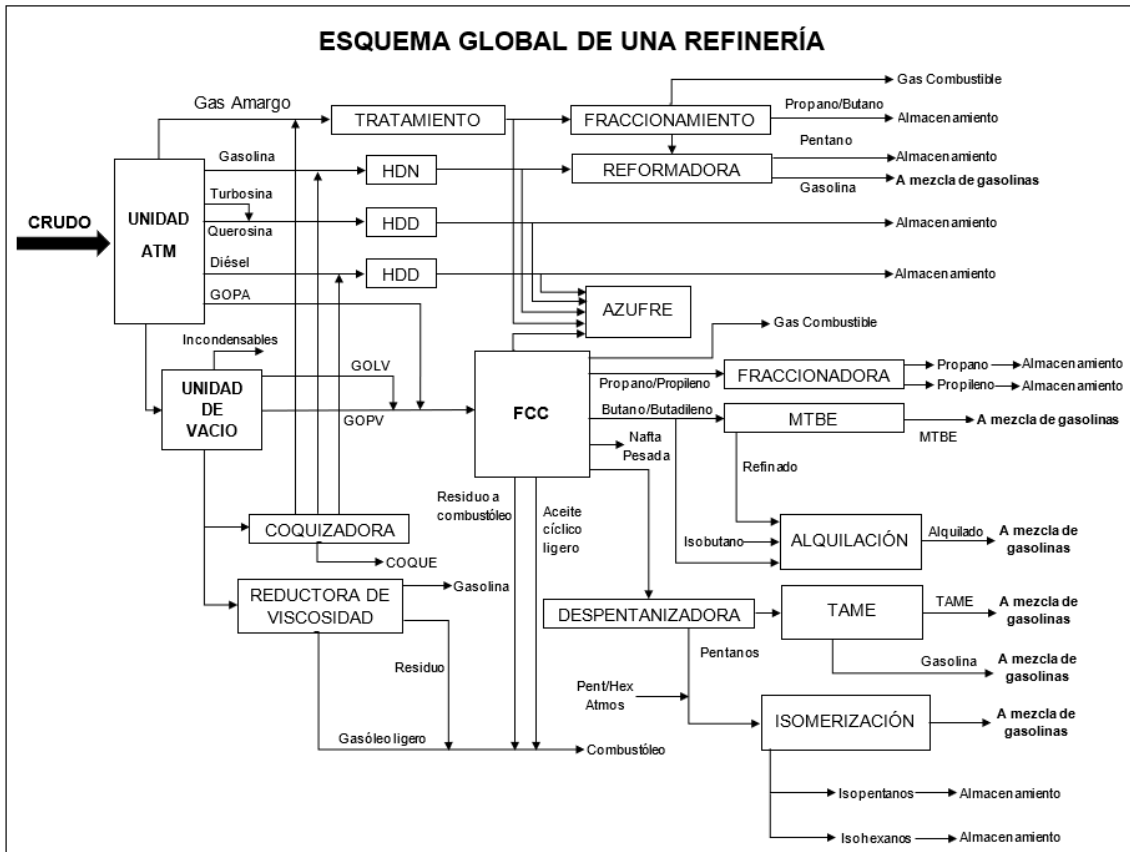 ESQUEMA GLOBAL DE UNA REFINERÍA
Gas Combustible
Gas Amargo
Propano/Butano
TRATAMIENTO
FRACCIONAMIENTO
Almacenamiento
Pentano
Gasolina
HDN
REFORMADORA
Almacenamiento
Gasolina
A mezcla de gasolinas
Turbosina
CRUDO
UNIDAD
ATM
HDD
Almacenamiento
Querosina
Diésel
HDD
Almacenamiento
GOPA
AZUFRE
Gas Combustible
Incondensables
GOLV
UNIDAD
DE
VACIO
GOPV
FCC
Propano/Propileno
FRACCIONADORA
Propano
Almacenamiento
Propileno
Almacenamiento
Butano/Butadileno
MTBE
A mezcla de gasolinas
MTBE
Nafta
Pesada
Refinado
Residuo a
combustóleo
Aceite
cíclico
ligero
COQUIZADORA
COQUE
Isobutano
ALQUILACIÓN
Alquilado
A mezcla de
gasolinas
REDUCTORA DE
VISCOSIDAD
Gasolina
DESPENTANIZADORA
TAME
TAME
A mezcla de
gasolinas
Pentanos
Gasolina
A mezcla de
gasolinas
Residuo
Pent/Hex
Atmos
ISOMERIZACIÓN
A mezcla de
gasolinas
Gasóleo ligero
Combustóleo
Isopentanos
Almacenamiento
Isohexanos
Almacenamiento